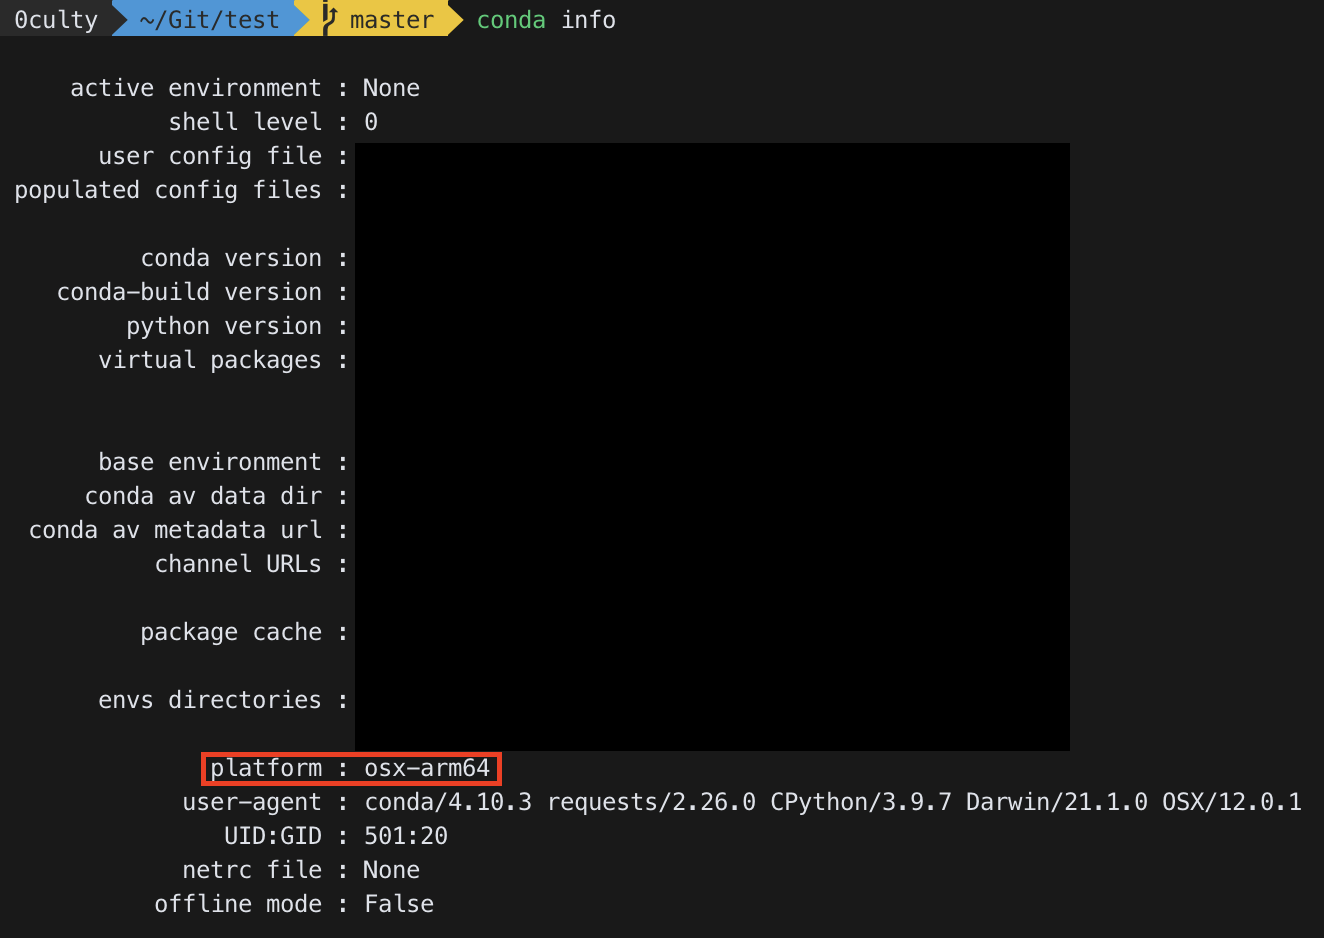 0culty ~/Git/test master conda info
active environment : None
shell level : 0
user config file :
populated config files :
conda version :
conda-build version :
python version :
virtual packages :
base environment :
conda av data dir :
conda av metadata url :
channel URLs :
package cache :
envs directories :
platform : osx-arm64
user-agent : conda/4.10.3 requests/2.26.0 CPython/3.9.7 Darwin/21.1.0 OSX/12.0.1
UID:GID : 501:20
netrc file : None
offline mode : False